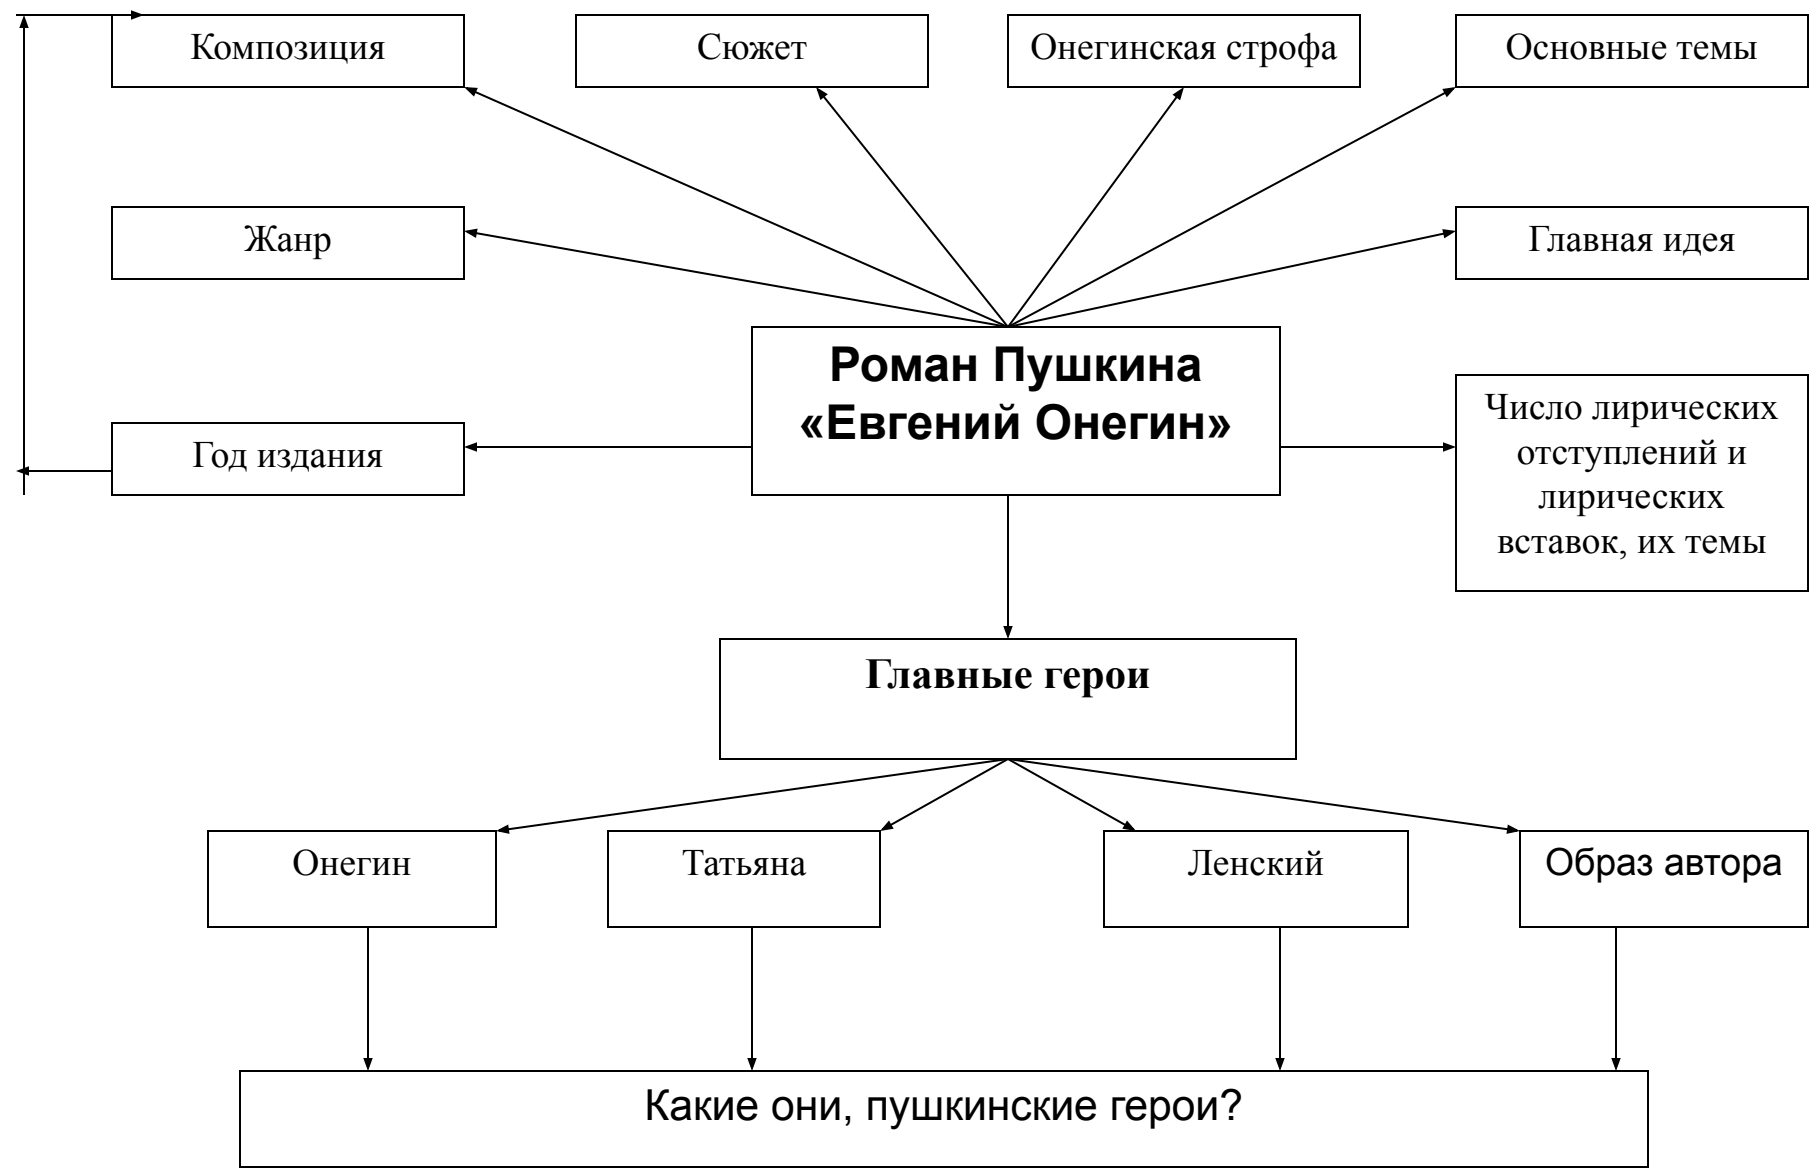 Композиция
Сюжет
Онегинская строфа
Основные темы
Жанр
Главная идея
Роман Пушкина
«Евгений Онегин»
Год издания
Число лирических
отступлений и
лирических
вставок, их темы
Главные герои
Онегин
Татьяна
Ленский
Образ автора
Какие они, пушкинские герои?